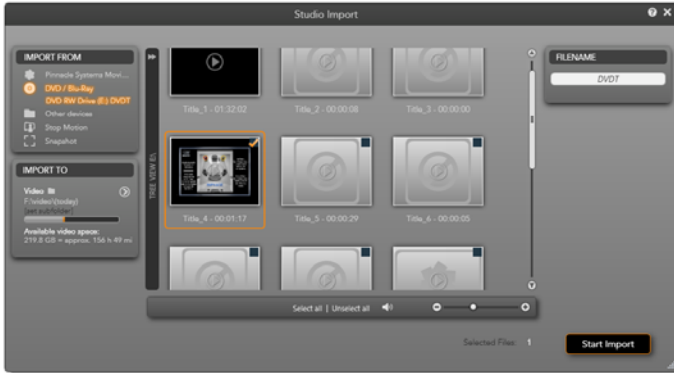 Studio Import
IMPORT FROM
Pinnacle Systems Movi...
DVD / Blu-Ray
DVD RW Drive (E:) DVDT
Other devices
Stop Motion
Snapshot
IMPORT TO
Video
F:\video\(today)
[set subfolder]
Available video space:
219.8 GB = approx. 156 h 49 mi
TREE VIEW E:\
Title_1 - 01:32:02
Title_2 - 00:00:08
Title_3 - 00:00:00
Title_4 - 00:01:17
Title_5 - 00:00:29
Title_6 - 00:00:05
Select all | Unselect all
FILENAME
DVDT
Selected Files: 1
Start Import